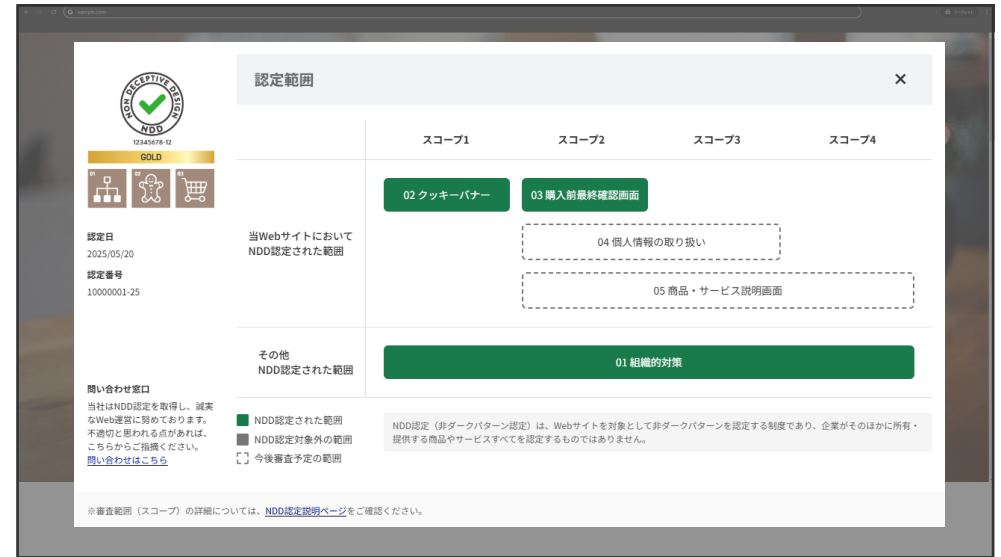 sample.com
NON DECEPTIVE DESIGN
NDD
12345678-12
GOLD
01
02
03
認定日
2025/05/20
認定番号
10000001-25
問い合わせ窓口
当社はNDD認定を取得し、誠実
なWeb運営に努めております。
不適切と思われる点があれば、
こちらからご指摘ください。
問い合わせはこちら
認定範囲
×
スコープ1
スコープ2
スコープ3
スコープ4
当Webサイトにおいて
NDD認定された範囲
02 クッキーバナー
03 購入前最終確認画面
04 個人情報の取り扱い
05 商品・サービス説明画面
その他
NDD認定された範囲
01 組織的対策
NDD認定された範囲
NDD認定対象外の範囲
今後審査予定の範囲
NDD認定（非ダークパターン認定）は、Webサイトを対象として非ダークパターンを認定する制度であり、企業がそのほかに所有・
提供する商品やサービスすべてを認定するものではありません。
※審査範囲（スコープ）の詳細については、NDD認定説明ページをご確認ください。